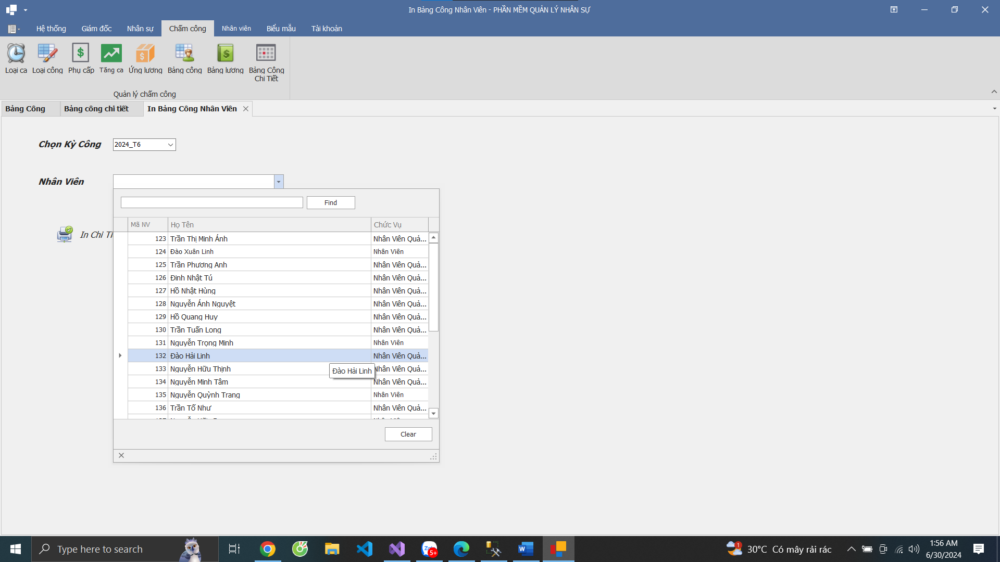 In Bảng Công Nhân Viên - PHẦN MỀM QUẢN LÝ NHÂN SỰ
Hệ thống Giám đốc Nhân sự Chấm công Nhân viên Biểu mẫu Tài khoản
Loại ca Loại công Phụ cấp Tăng ca Ứng lương Bảng công Bảng lương Bảng Công Chi Tiết
Quản lý chấm công
Bảng Công Bảng công chi tiết In Bảng Công Nhân Viên
Chọn Kỳ Công 2024_T6
Nhân Viên
Find
In Chi Ti
Mã NV Họ Tên Chức Vụ
123 Trần Thị Minh Ánh Nhân Viên Quả...
124 Đào Xuân Linh Nhân Viên
125 Trần Phương Anh Nhân Viên Quả...
126 Đinh Nhật Tú Nhân Viên Quả...
127 Hồ Nhật Hùng Nhân Viên Quả...
128 Nguyễn Ánh Nguyệt Nhân Viên Quả...
129 Hồ Quang Huy Nhân Viên Quả...
130 Trần Tuấn Long Nhân Viên Quả...
131 Nguyễn Trọng Minh Nhân Viên
132 Đào Hải Linh Nhân Viên Quả...
133 Nguyễn Hữu Thịnh Nhân Viên Quả...
Đào Hải Linh
134 Nguyễn Minh Tâm Nhân Viên Quả...
135 Nguyễn Quỳnh Trang Nhân Viên
136 Trần Tố Như Nhân Viên Quả...
Clear
Type here to search
5+
1
30°C Có mây rải rác
1:56 AM
6/30/2024